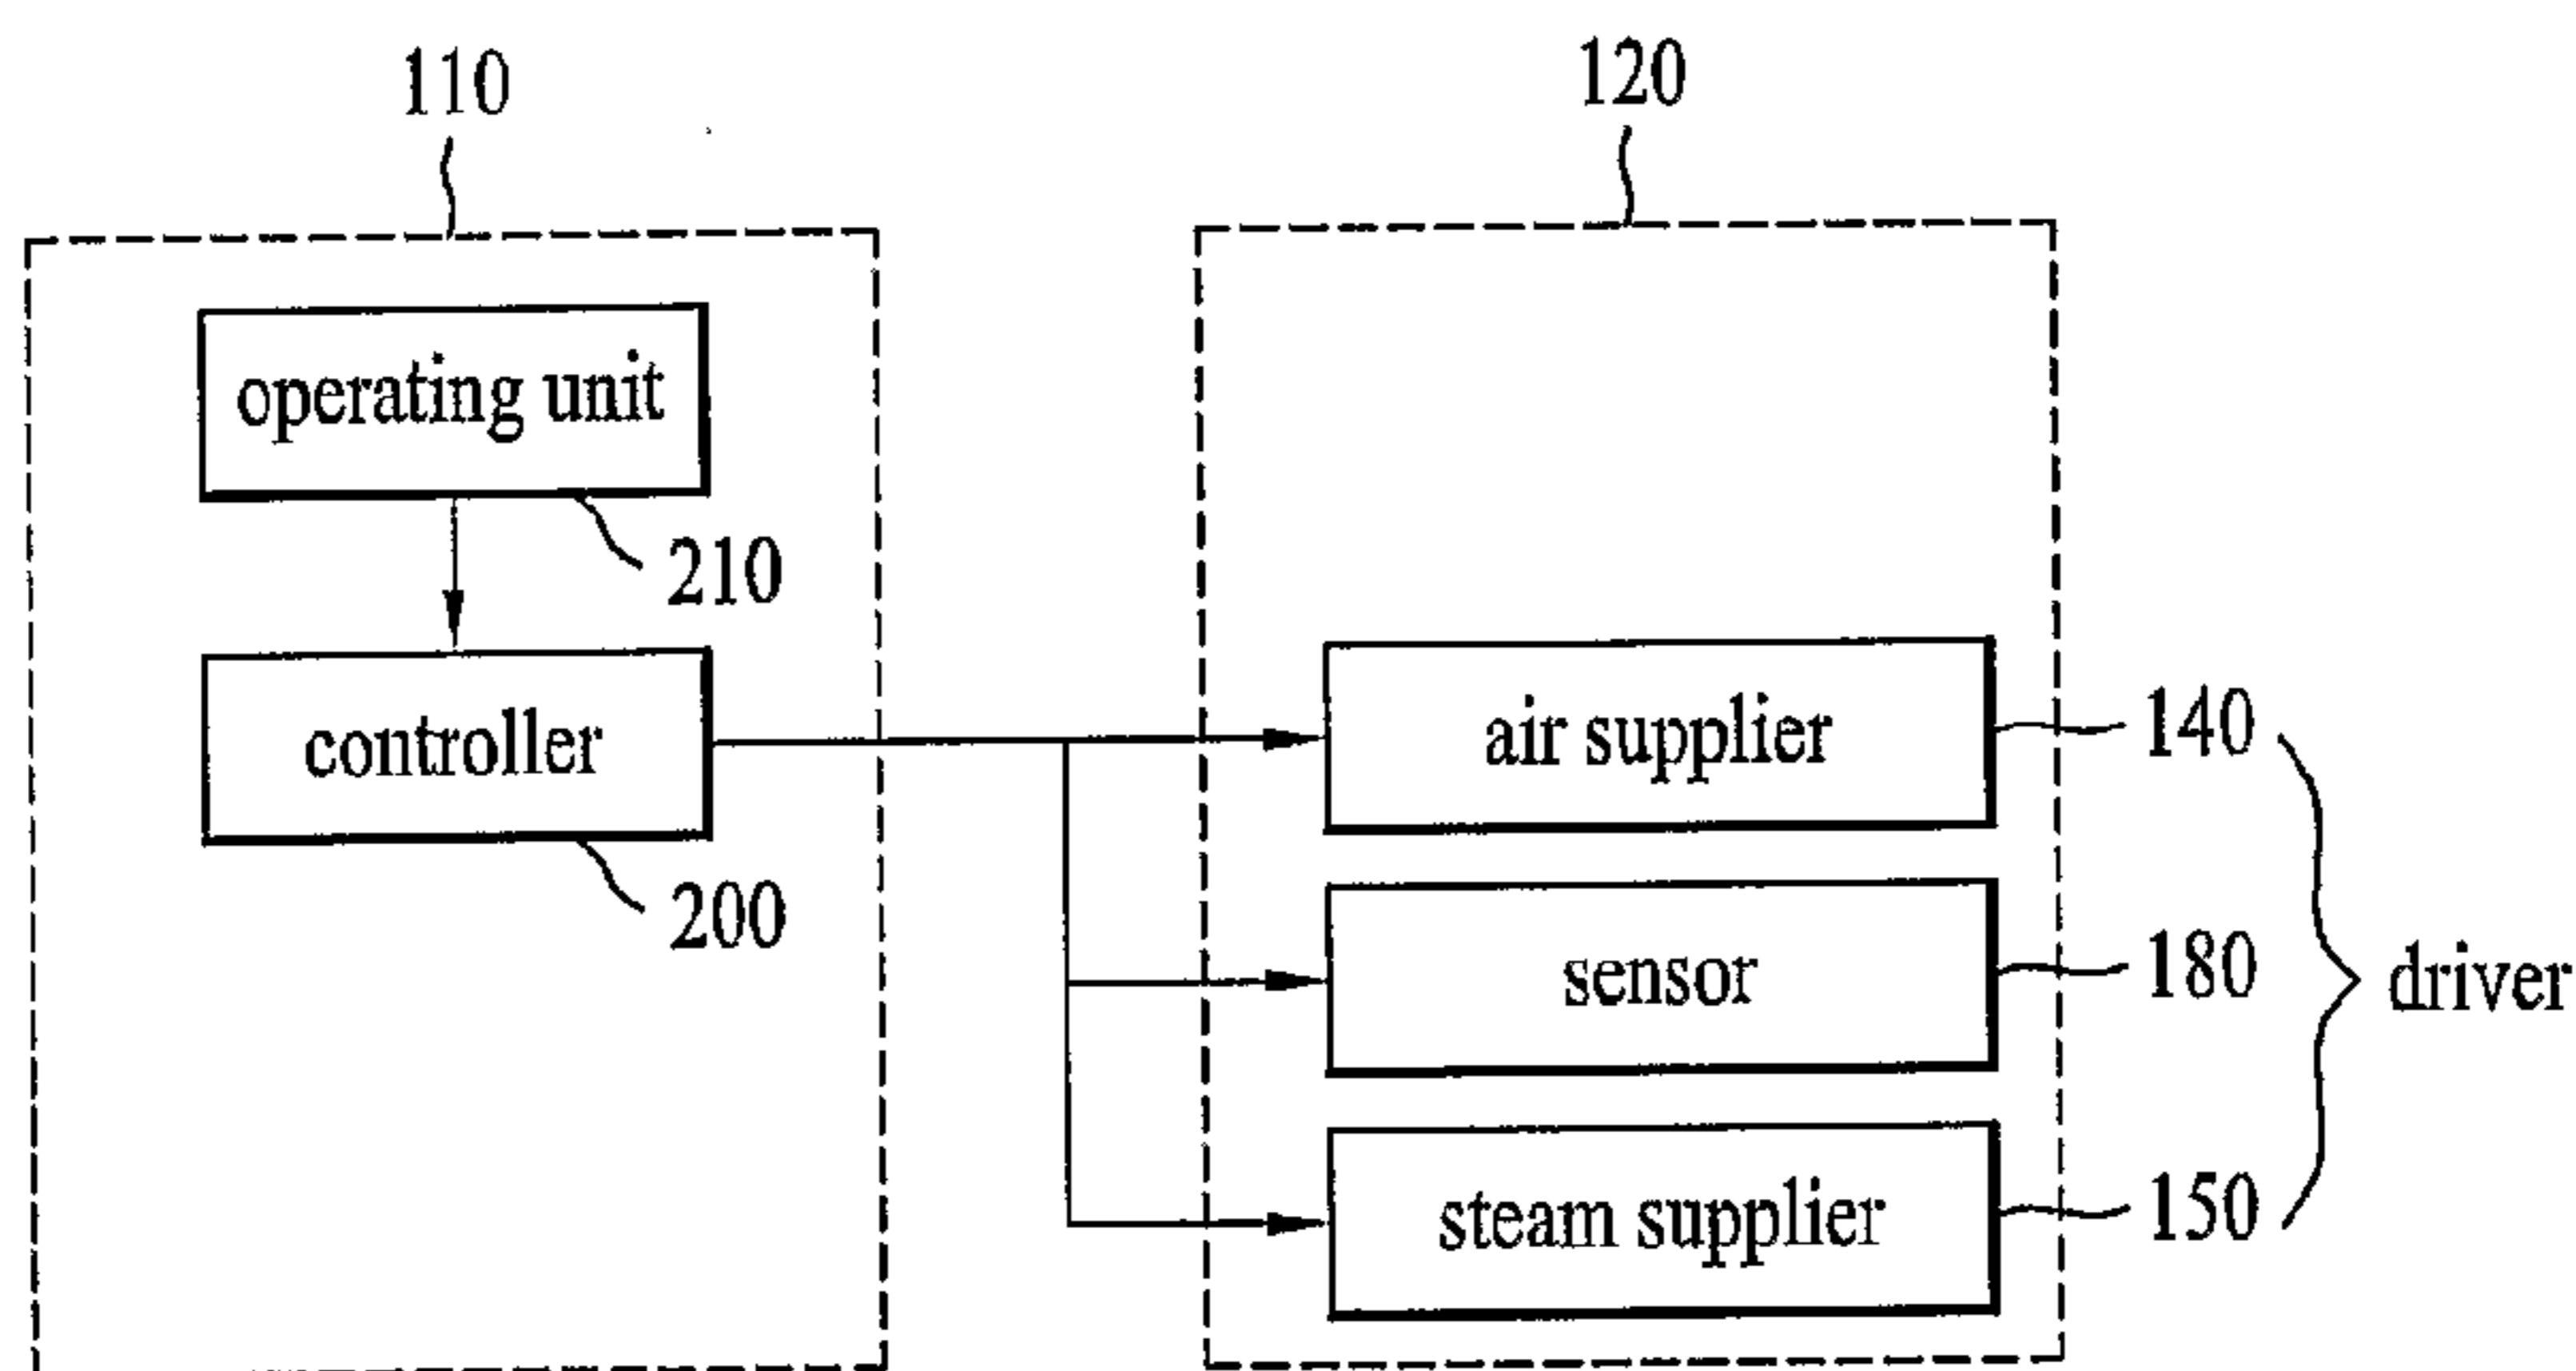 110
120
operating unit
210
controller
200
air supplier
140
sensor
180
driver
steam supplier
150